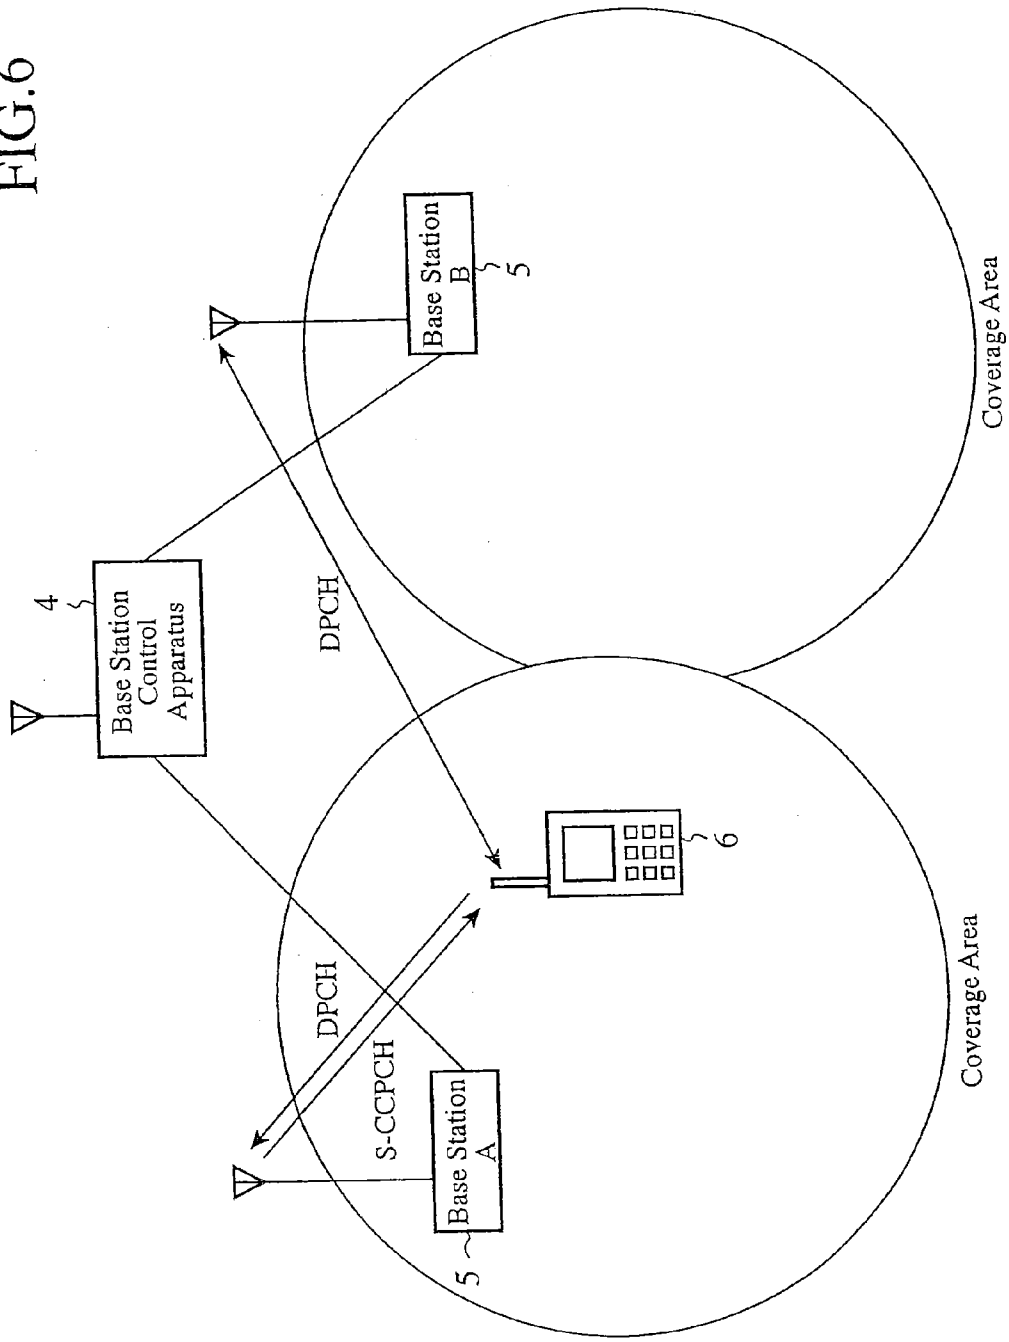 FIG.6
4
Base Station
Control
Apparatus
DPCH
DPCH
S-CCPCH
Base Station
A
5
Base Station
B
5
6
Coverage Area
Coverage Area